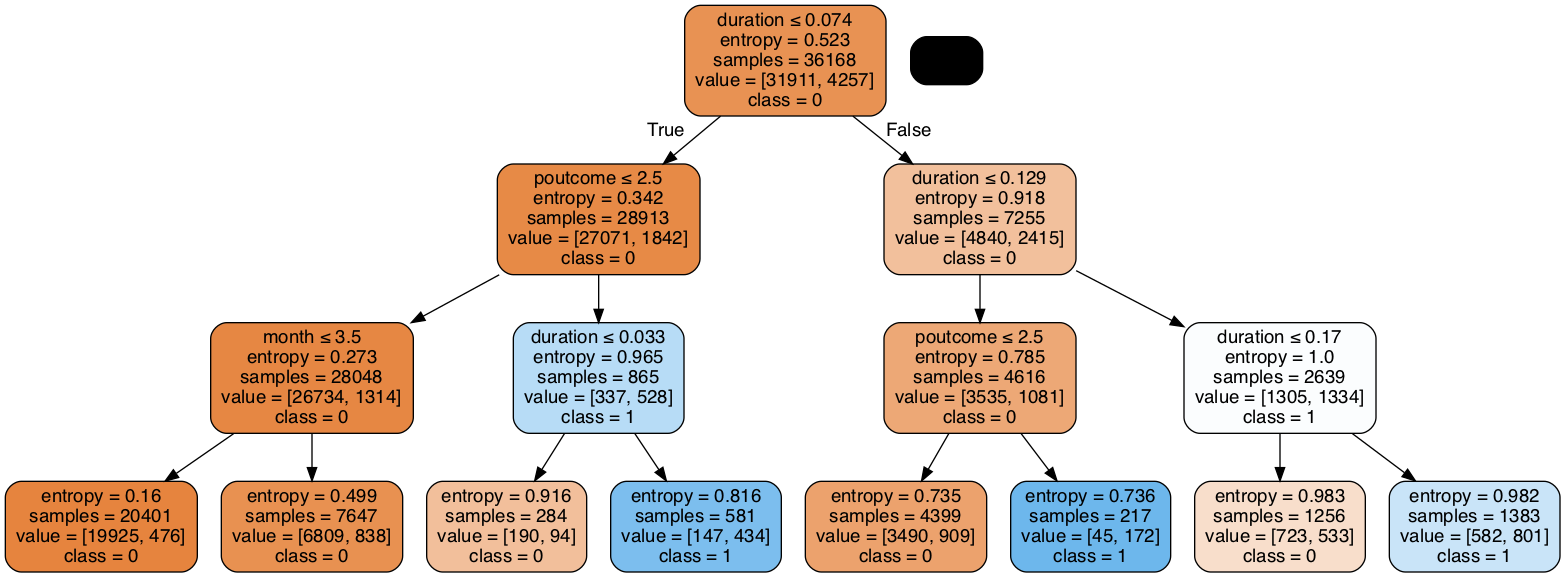 duration ≤ 0.074
entropy = 0.523
samples = 36168
value = [31911, 4257]
class = 0
True
False
poutcome ≤ 2.5
entropy = 0.342
samples = 28913
value = [27071, 1842]
class = 0
duration ≤ 0.129
entropy = 0.918
samples = 7255
value = [4840, 2415]
class = 0
month ≤ 3.5
entropy = 0.273
samples = 28048
value = [26734, 1314]
class = 0
duration ≤ 0.033
entropy = 0.965
samples = 865
value = [337, 528]
class = 1
poutcome ≤ 2.5
entropy = 0.785
samples = 4616
value = [3535, 1081]
class = 0
duration ≤ 0.17
entropy = 1.0
samples = 2639
value = [1305, 1334]
class = 1
entropy = 0.16
samples = 20401
value = [19925, 476]
class = 0
entropy = 0.499
samples = 7647
value = [6809, 838]
class = 0
entropy = 0.916
samples = 284
value = [190, 94]
class = 0
entropy = 0.816
samples = 581
value = [147, 434]
class = 1
entropy = 0.735
samples = 4399
value = [3490, 909]
class = 0
entropy = 0.736
samples = 217
value = [45, 172]
class = 1
entropy = 0.983
samples = 1256
value = [723, 533]
class = 0
entropy = 0.982
samples = 1383
value = [582, 801]
class = 1